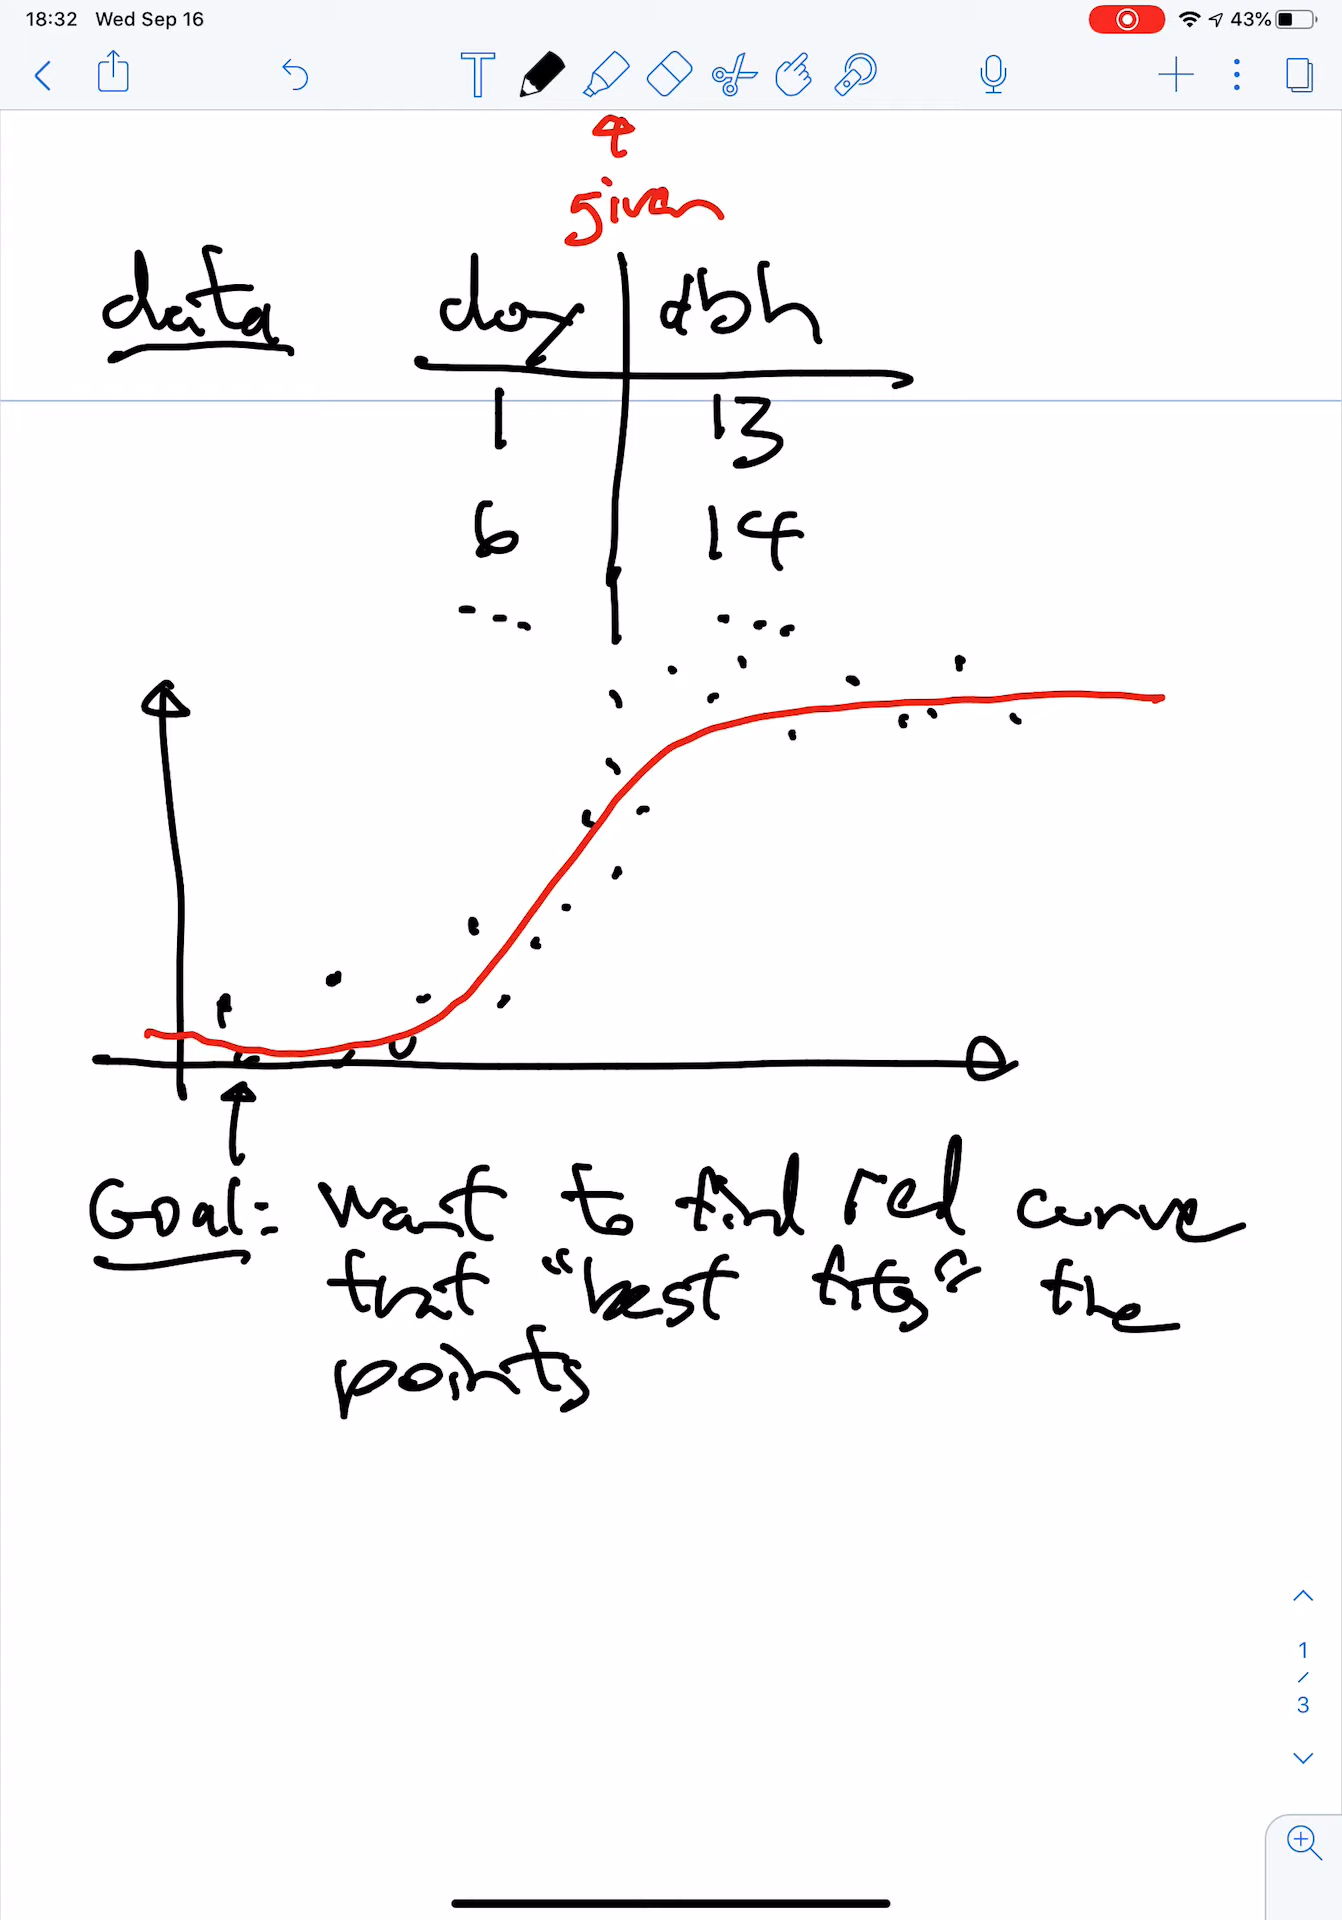 18:32 Wed Sep 16 43%
given
data doy dbh
1 13
6 14
... ...
Goal: want to find red curve
that "best fits" the
points
1
/
3